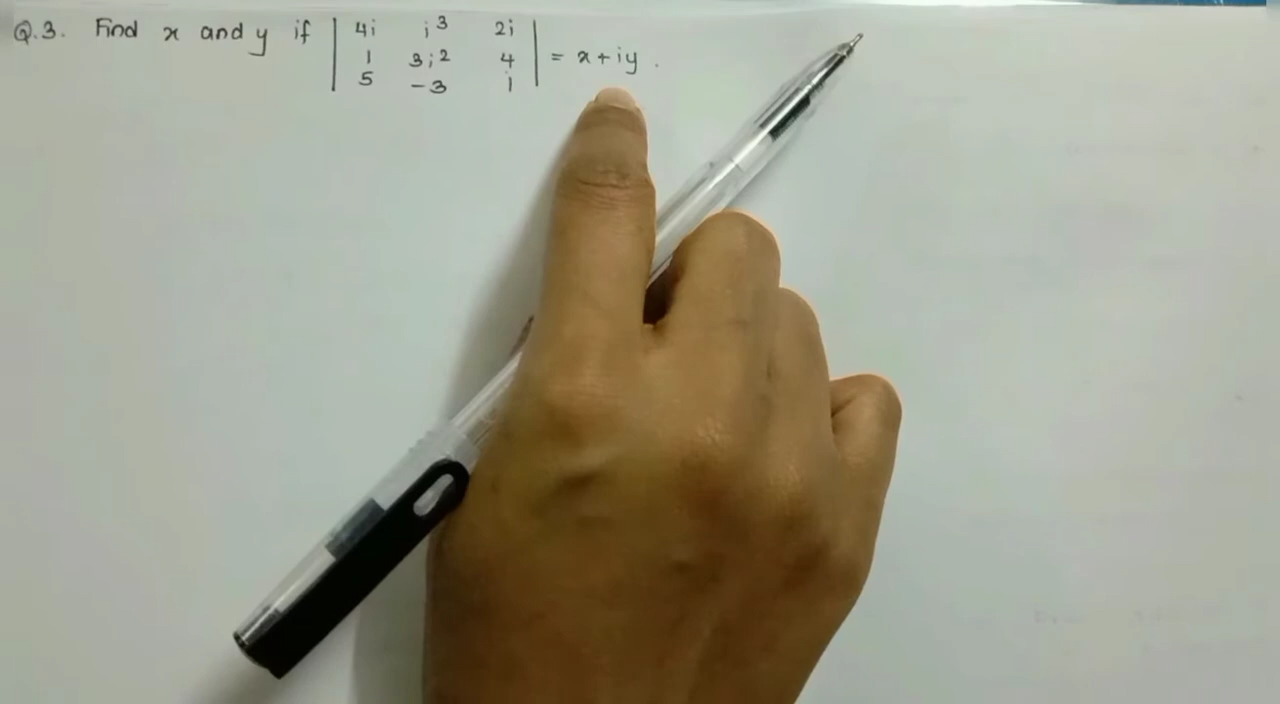 Q.3. Find x and y if | 4i i³ 2i |
| 1 3i² 4 | = x + iy .
| 5 -3 i |